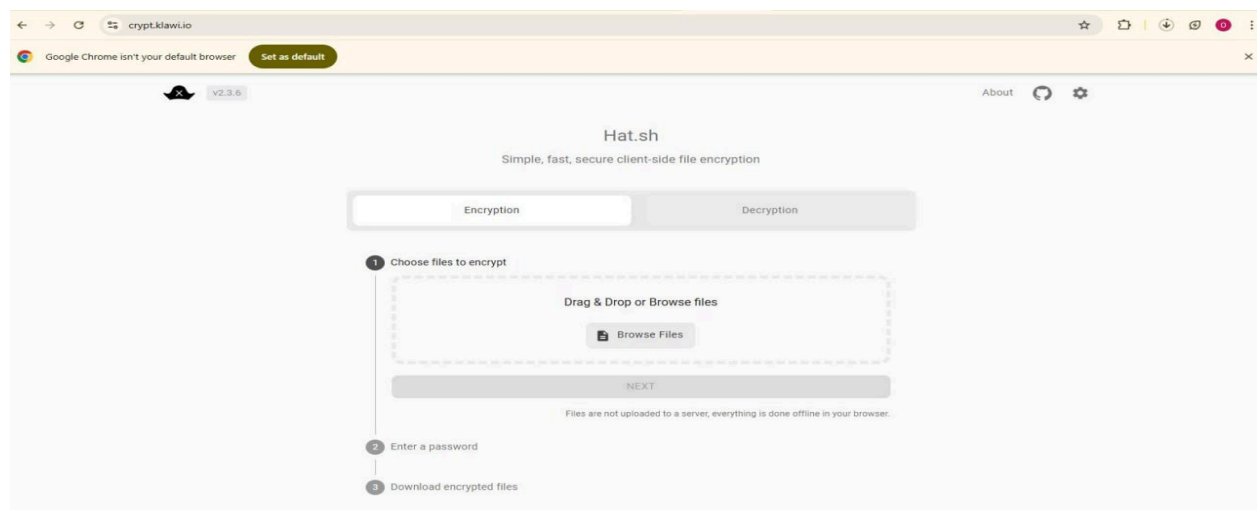 crypt.klawi.io
Google Chrome isn't your default browser Set as default
v2.3.6 About
Hat.sh
Simple, fast, secure client-side file encryption
Encryption Decryption
1 Choose files to encrypt
Drag & Drop or Browse files
Browse Files
NEXT
Files are not uploaded to a server, everything is done offline in your browser.
2 Enter a password
3 Download encrypted files